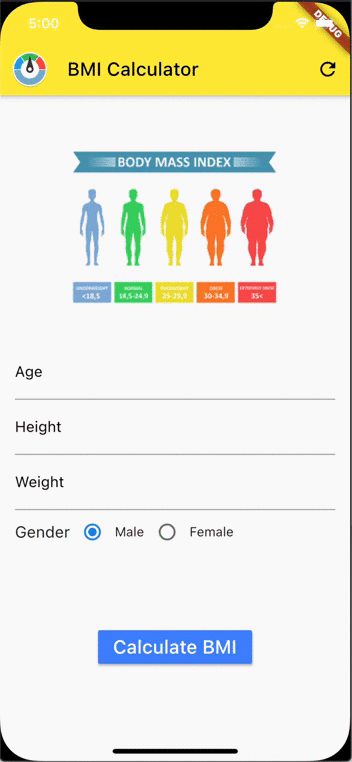 5:00
DEBUG
BMI Calculator
BODY MASS INDEX
UNDERWEIGHT NORMAL OVERWEIGHT OBESE EXTREMELY OBESE
<18,5 18,5-24,9 25-29,9 30-34,9 35<
Age
Height
Weight
Gender Male Female
Calculate BMI